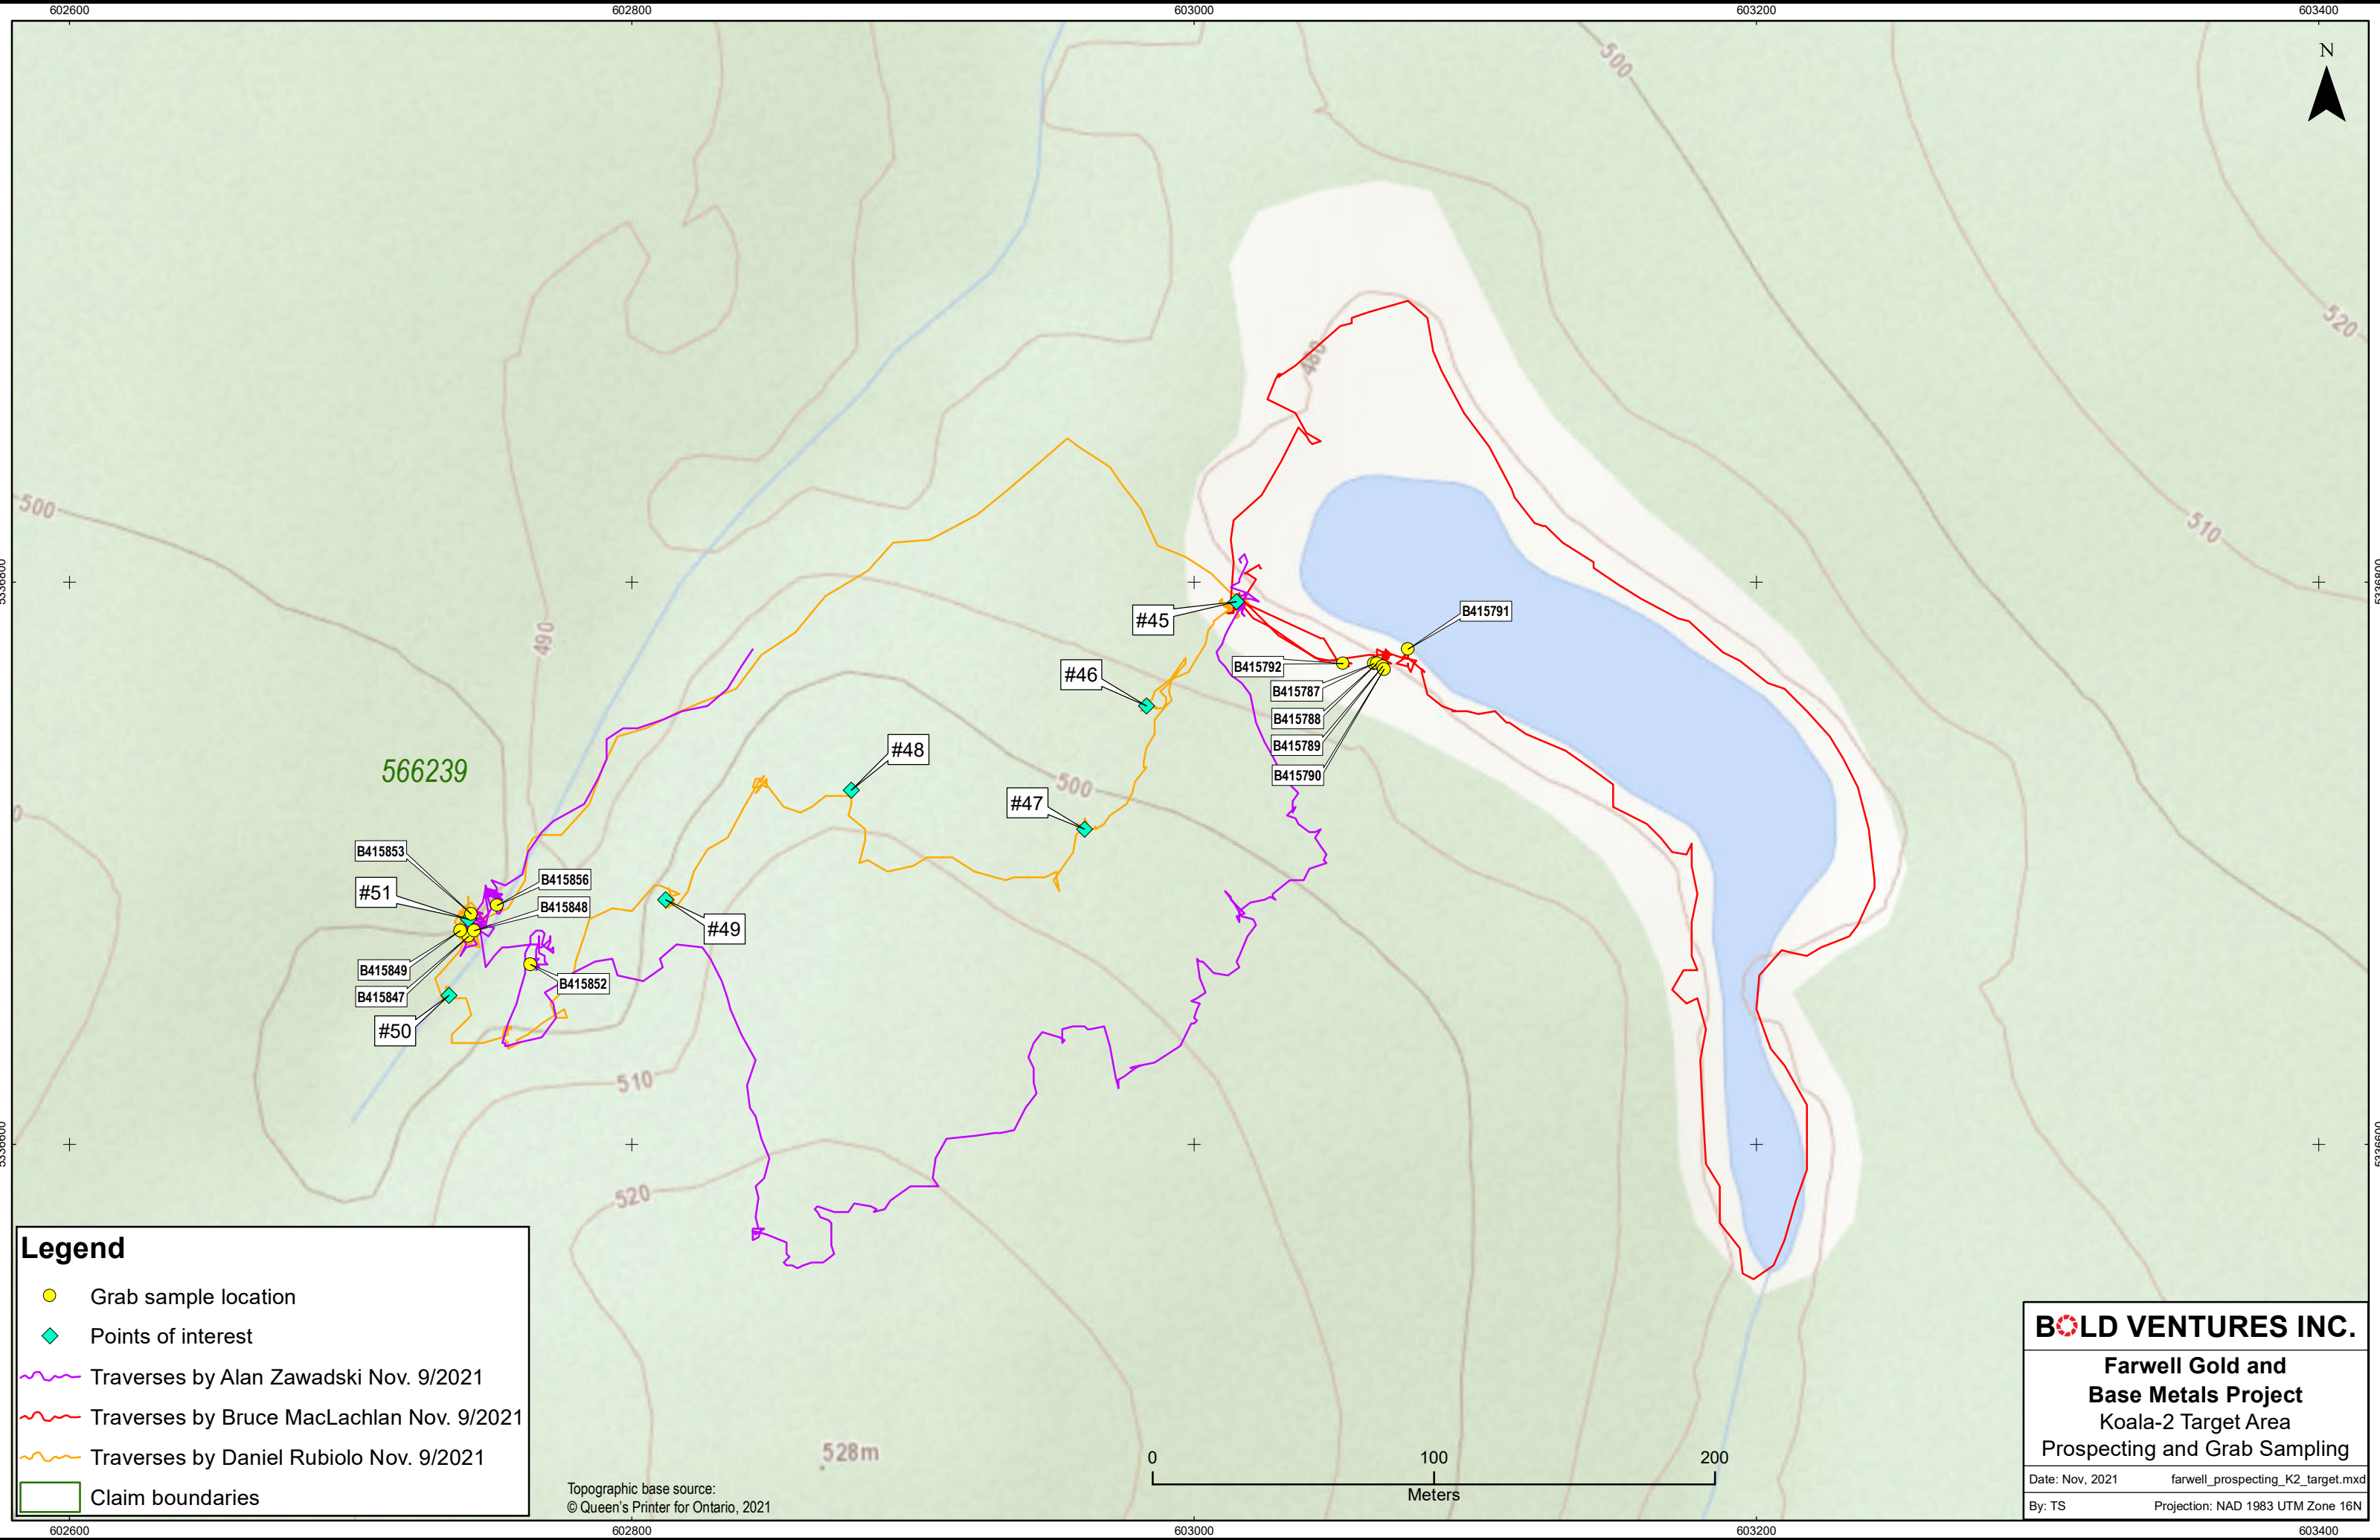 602600
602800
603000
603200
603400
N
500
520
480
510
500
490
5336800
5336800
#45
B415791
B415792
B415787
B415788
B415789
B415790
#46
#48
#47
500
566239
0
B415853
#51
B415856
B415848
#49
B415849
B415847
B415852
#50
510
5336600
5336600
520
528m
Legend
Grab sample location
Points of interest
Traverses by Alan Zawadski Nov. 9/2021
Traverses by Bruce MacLachlan Nov. 9/2021
Traverses by Daniel Rubiolo Nov. 9/2021
Claim boundaries
Topographic base source:
© Queen's Printer for Ontario, 2021
0
100
200
Meters
BOLD VENTURES INC.
Farwell Gold and
Base Metals Project
Koala-2 Target Area
Prospecting and Grab Sampling
Date: Nov, 2021
farwell_prospecting_K2_target.mxd
By: TS
Projection: NAD 1983 UTM Zone 16N
602600
602800
603000
603200
603400